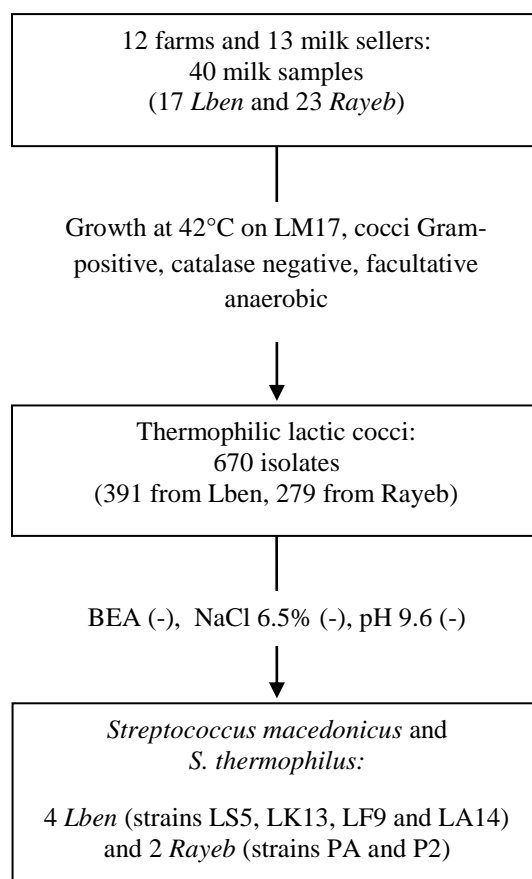 12 farms and 13 milk sellers:
40 milk samples
(17 Lben and 23 Rayeb)
Growth at 42°C on LM17, cocci Gram-
positive, catalase negative, facultative
anaerobic
Thermophilic lactic cocci:
670 isolates
(391 from Lben, 279 from Rayeb)
BEA (-), NaCl 6.5% (-), pH 9.6 (-)
Streptococcus macedonicus and
S. thermophilus:
4 Lben (strains LS5, LK13, LF9 and LA14)
and 2 Rayeb (strains PA and P2)